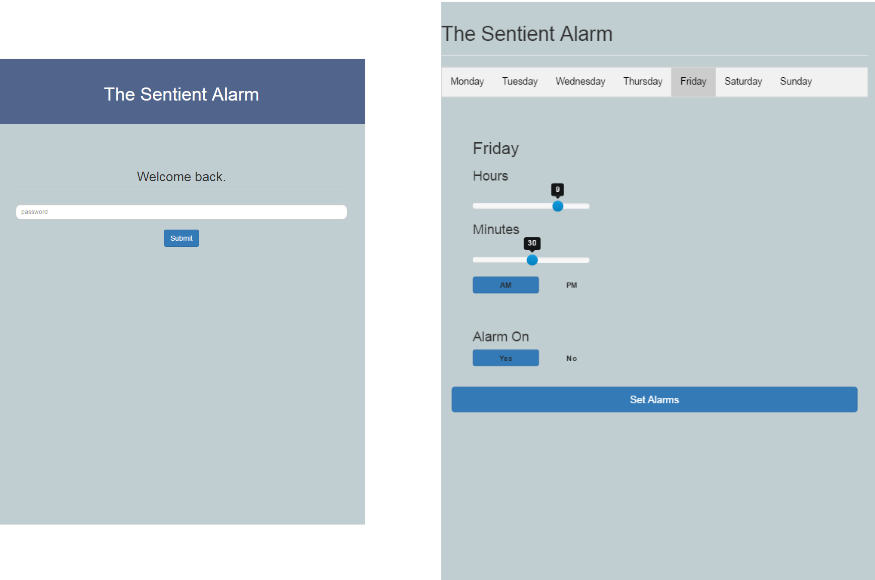 The Sentient Alarm
Welcome back.
password
Submit
The Sentient Alarm
Monday Tuesday Wednesday Thursday Friday Saturday Sunday
Friday
Hours
9
Minutes
30
AM PM
Alarm On
Yes No
Set Alarms